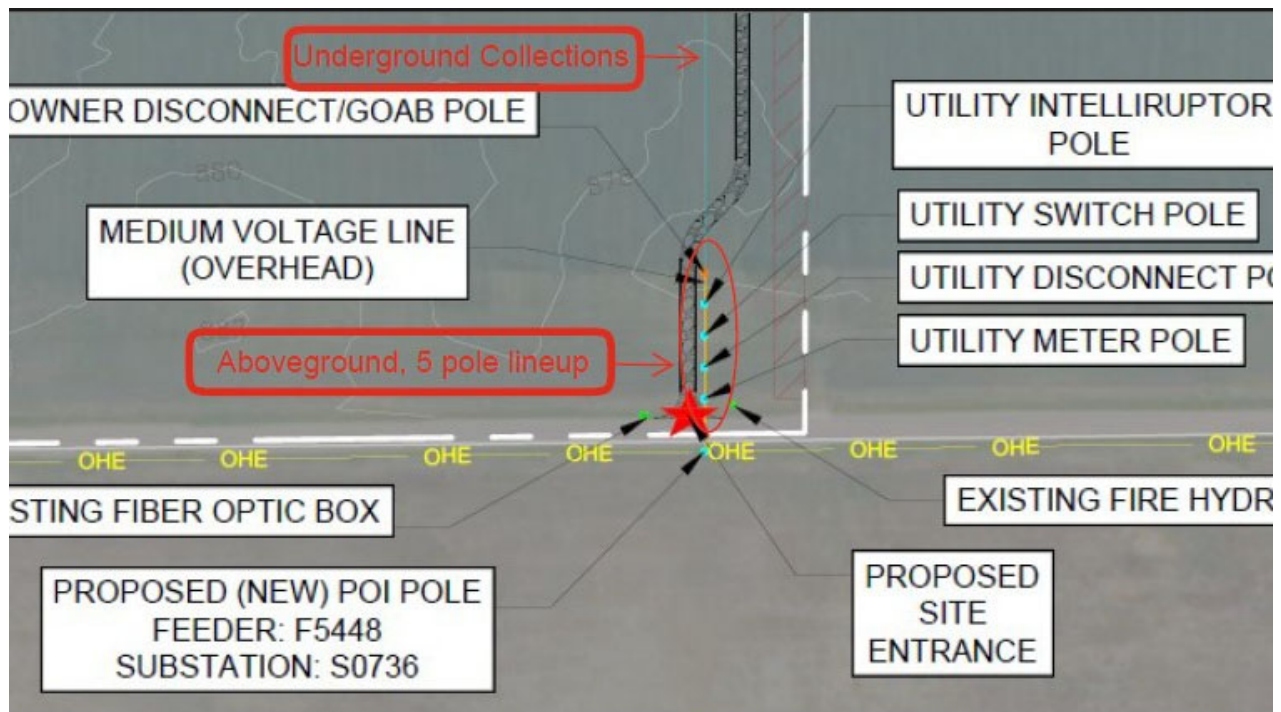 Underground Collections
OWNER DISCONNECT/GOAB POLE
UTILITY INTELLIRUPTOR
POLE
MEDIUM VOLTAGE LINE
(OVERHEAD)
UTILITY SWITCH POLE
UTILITY DISCONNECT PO
UTILITY METER POLE
Aboveground, 5 pole lineup
880
OHE OHE OHE OHE OHE OHE OHE OHE
STING FIBER OPTIC BOX
EXISTING FIRE HYDR
PROPOSED (NEW) POI POLE
FEEDER: F5448
SUBSTATION: S0736
PROPOSED
SITE
ENTRANCE